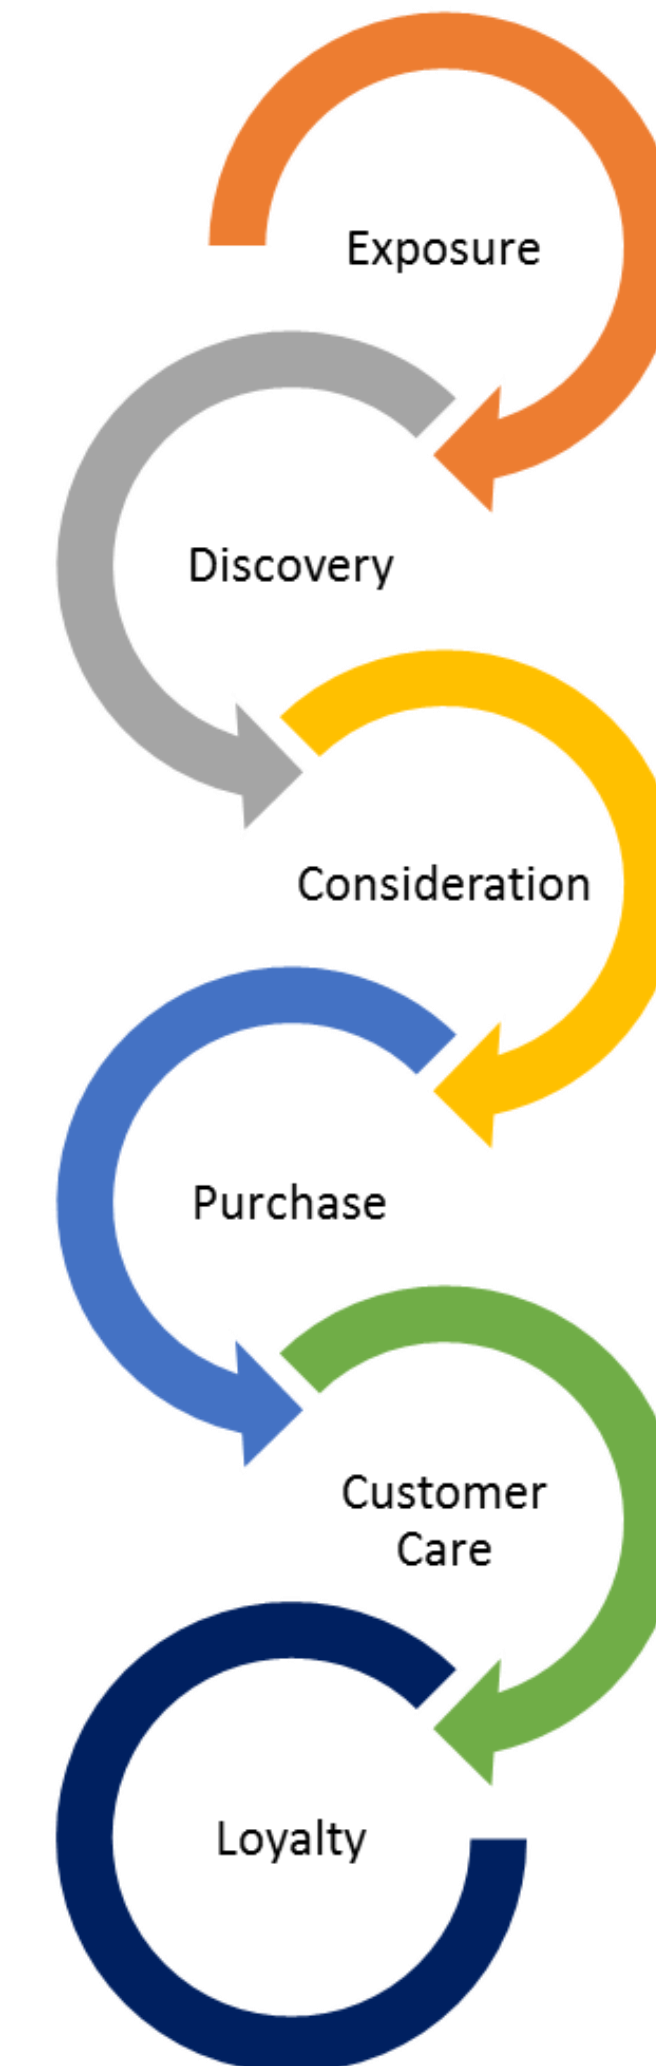 Exposure
Discovery
Consideration
Purchase
Customer
Care
Loyalty